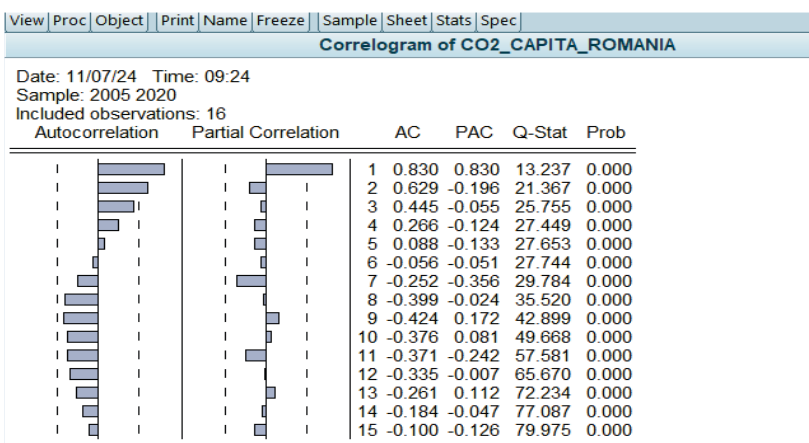 View Proc Object Print Name Freeze Sample Sheet Stats Spec
Correlogram of CO2_CAPITA_ROMANIA
Date: 11/07/24 Time: 09:24
Sample: 2005 2020
Included observations: 16
Autocorrelation Partial Correlation AC PAC Q-Stat Prob
1 0.830 0.830 13.237 0.000
2 0.629 -0.196 21.367 0.000
3 0.445 -0.055 25.755 0.000
4 0.266 -0.124 27.449 0.000
5 0.088 -0.133 27.653 0.000
6 -0.056 -0.051 27.744 0.000
7 -0.252 -0.356 29.784 0.000
8 -0.399 -0.024 35.520 0.000
9 -0.424 0.172 42.899 0.000
10 -0.376 0.081 49.668 0.000
11 -0.371 -0.242 57.581 0.000
12 -0.335 -0.007 65.670 0.000
13 -0.261 0.112 72.234 0.000
14 -0.184 -0.047 77.087 0.000
15 -0.100 -0.126 79.975 0.000